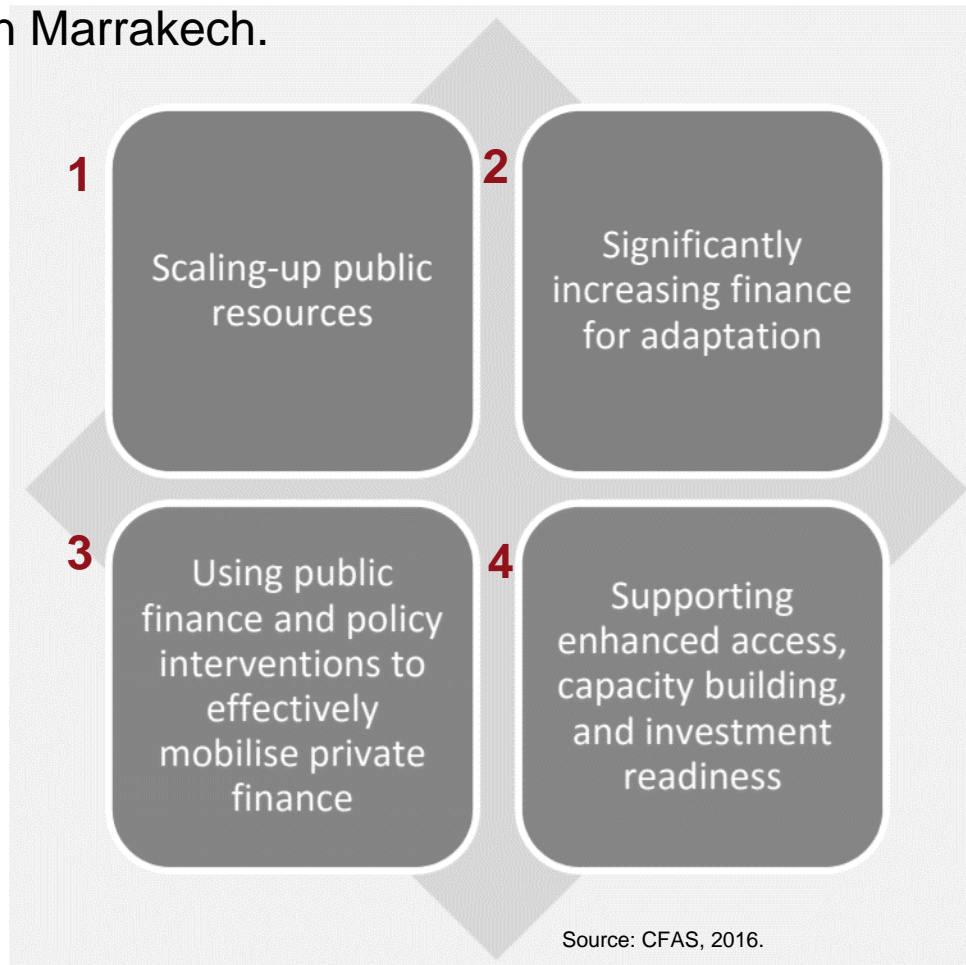 Marrakech.
1
Scaling-up public
resources
2
Significantly
increasing finance
for adaptation
3
Using public
finance and policy
interventions to
effectively
mobilise private
finance
4
Supporting
enhanced access,
capacity building,
and investment
readiness
Source: CFAS, 2016.